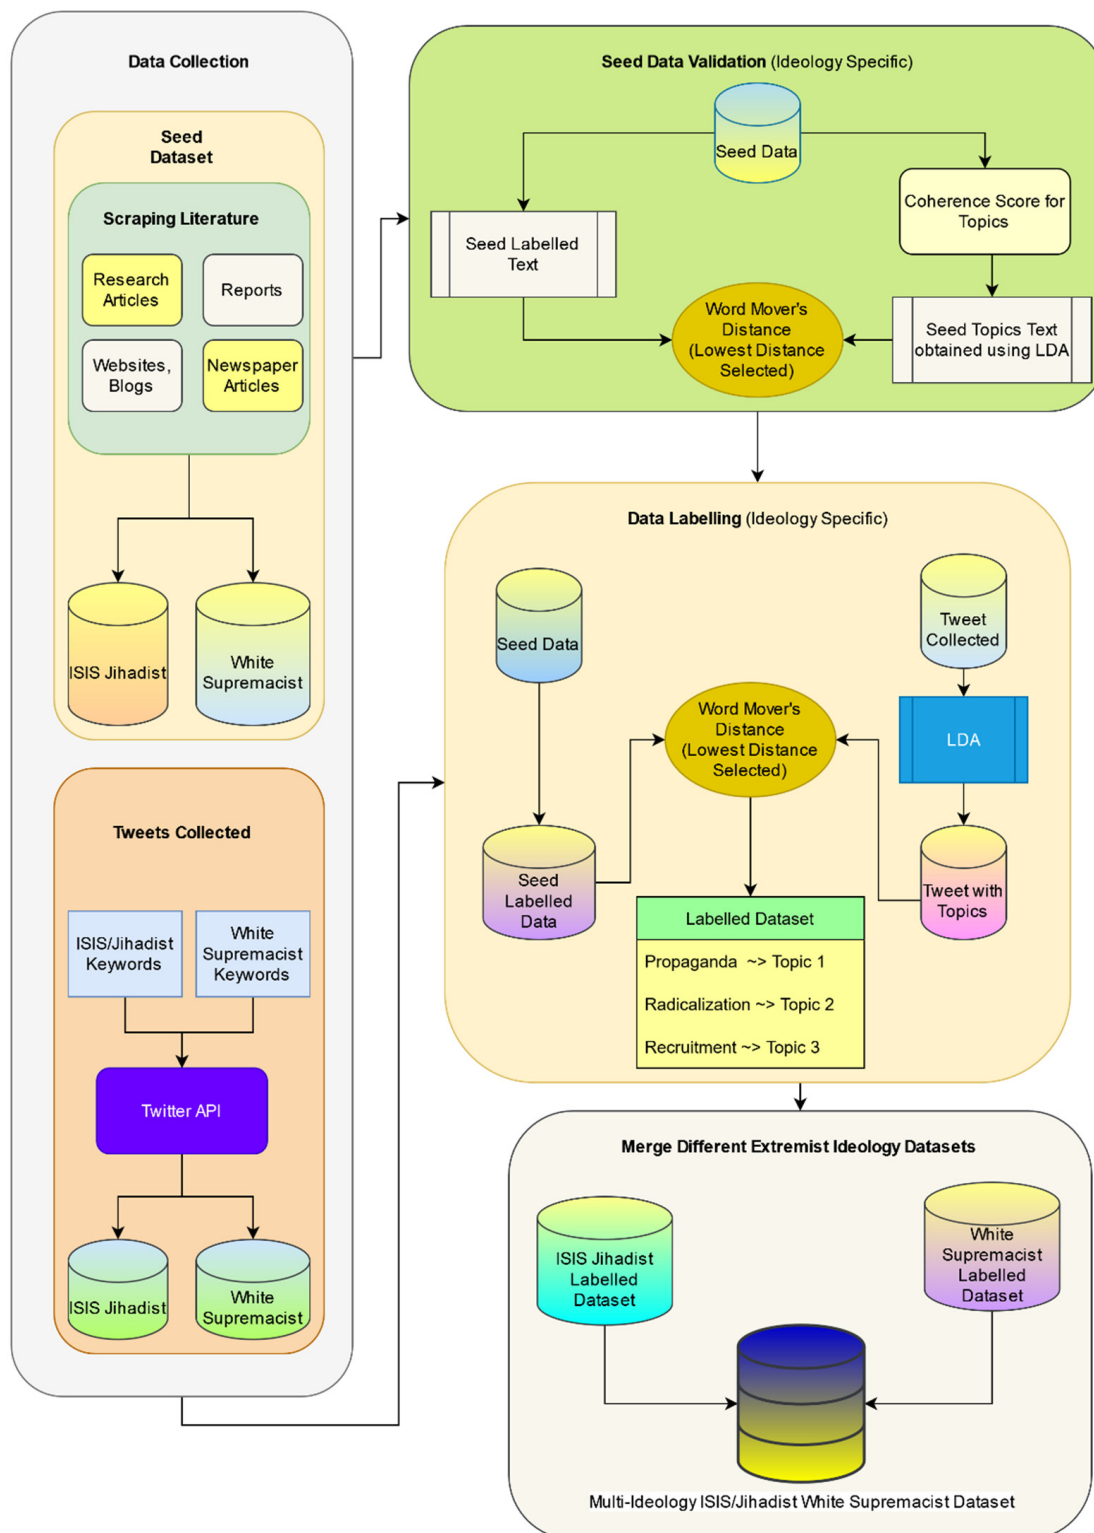 Data Collection
Seed
Dataset
Scraping Literature
Research
Articles
Reports
Websites,
Blogs
Newspaper
Articles
ISIS Jihadist
White
Supremacist
Tweets Collected
ISIS/Jihadist
Keywords
White
Supremacist
Keywords
Twitter API
ISIS Jihadist
White
Supremacist
Seed Data Validation (Ideology Specific)
Seed Data
Seed Labelled
Text
Coherence Score for
Topics
Word Mover's
Distance
(Lowest Distance
Selected)
Seed Topics Text
obtained using LDA
Data Labelling (Ideology Specific)
Seed Data
Tweet
Collected
Word Mover's
Distance
(Lowest Distance
Selected)
LDA
Seed
Labelled
Data
Tweet with
Topics
Labelled Dataset
Propaganda ~> Topic 1
Radicalization ~> Topic 2
Recruitment ~> Topic 3
Merge Different Extremist Ideology Datasets
ISIS Jihadist
Labelled
Dataset
White
Supremacist
Labelled
Dataset
Multi-Ideology ISIS/Jihadist White Supremacist Dataset